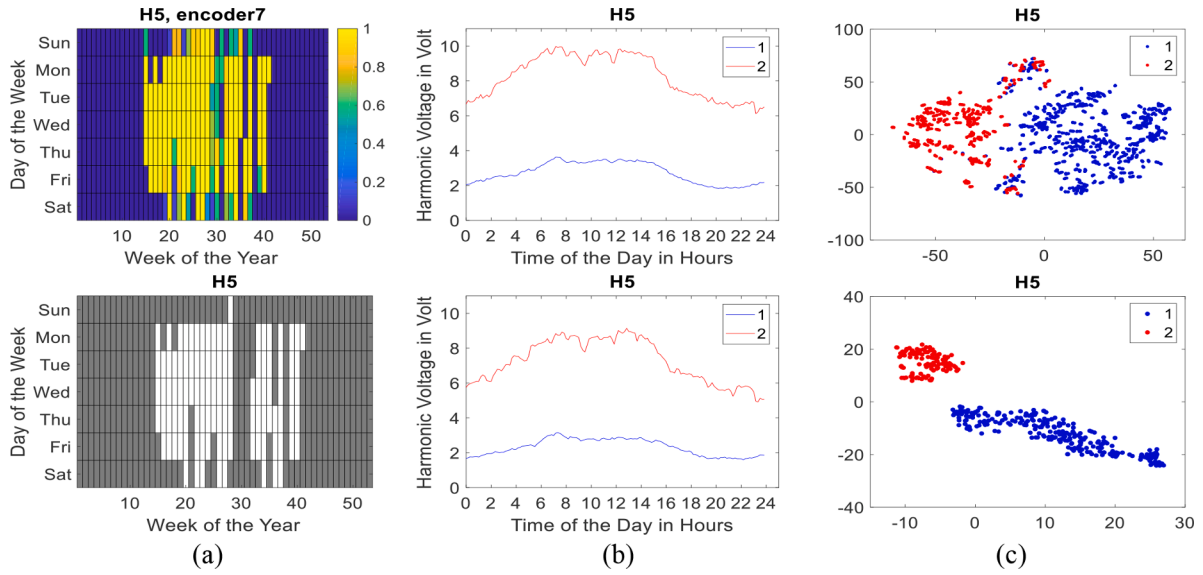 H5, encoder7
Day of the Week
Sun
Mon
Tue
Wed
Thu
Fri
Sat
10 20 30 40 50
Week of the Year
1
0.8
0.6
0.4
0.2
0
H5
Harmonic Voltage in Volt
10
8
6
4
2
0
0 2 4 6 8 10 12 14 16 18 20 22 24
Time of the Day in Hours
1
2
H5
100
50
0
-50
-100
-50 0 50
1
2
H5
Day of the Week
Sun
Mon
Tue
Wed
Thu
Fri
Sat
10 20 30 40 50
Week of the Year
(a)
H5
Harmonic Voltage in Volt
10
8
6
4
2
0
0 2 4 6 8 10 12 14 16 18 20 22 24
Time of the Day in Hours
1
2
(b)
H5
40
20
0
-20
-40
-10 0 10 20 30
1
2
(c)